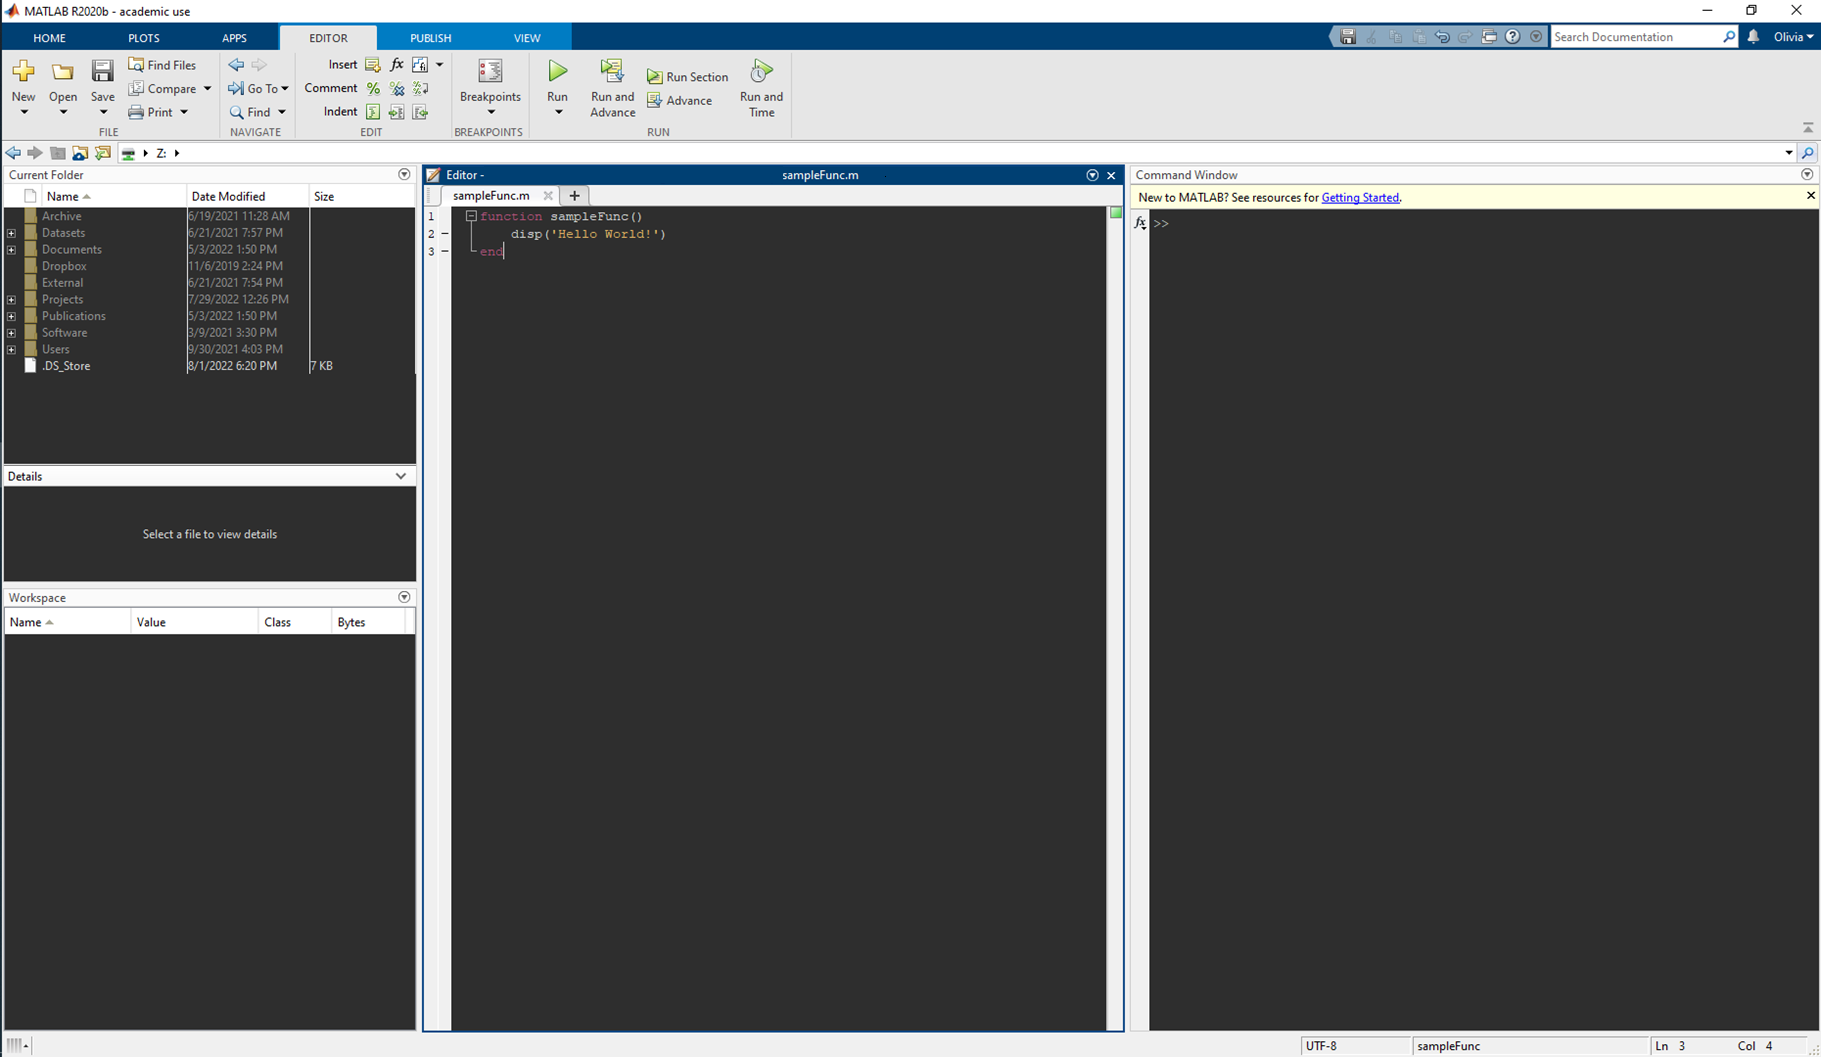 MATLAB R2020b - academic use
HOME PLOTS APPS EDITOR PUBLISH VIEW
Search Documentation
Olivia
New Open Save
Find Files
Compare
Print
FILE
Go To
Find
NAVIGATE
Insert fx
Comment
Indent
EDIT
Breakpoints
BREAKPOINTS
Run
Run and Advance
Run Section
Advance
Run and Time
RUN
Z:
Current Folder
Name Date Modified Size
Archive 6/19/2021 11:28 AM
Datasets 6/21/2021 7:57 PM
Documents 5/3/2022 1:50 PM
Dropbox 11/6/2019 2:24 PM
External 6/21/2021 7:54 PM
Projects 7/29/2022 12:26 PM
Publications 5/3/2022 1:50 PM
Software 3/9/2021 3:30 PM
Users 9/30/2021 4:03 PM
.DS_Store 8/1/2022 6:20 PM 7 KB
Details
Select a file to view details
Workspace
Name Value Class Bytes
Editor - sampleFunc.m
sampleFunc.m
1 function sampleFunc()
2 disp('Hello World!')
3 end
Command Window
New to MATLAB? See resources for Getting Started.
fx >>
UTF-8 sampleFunc Ln 3 Col 4